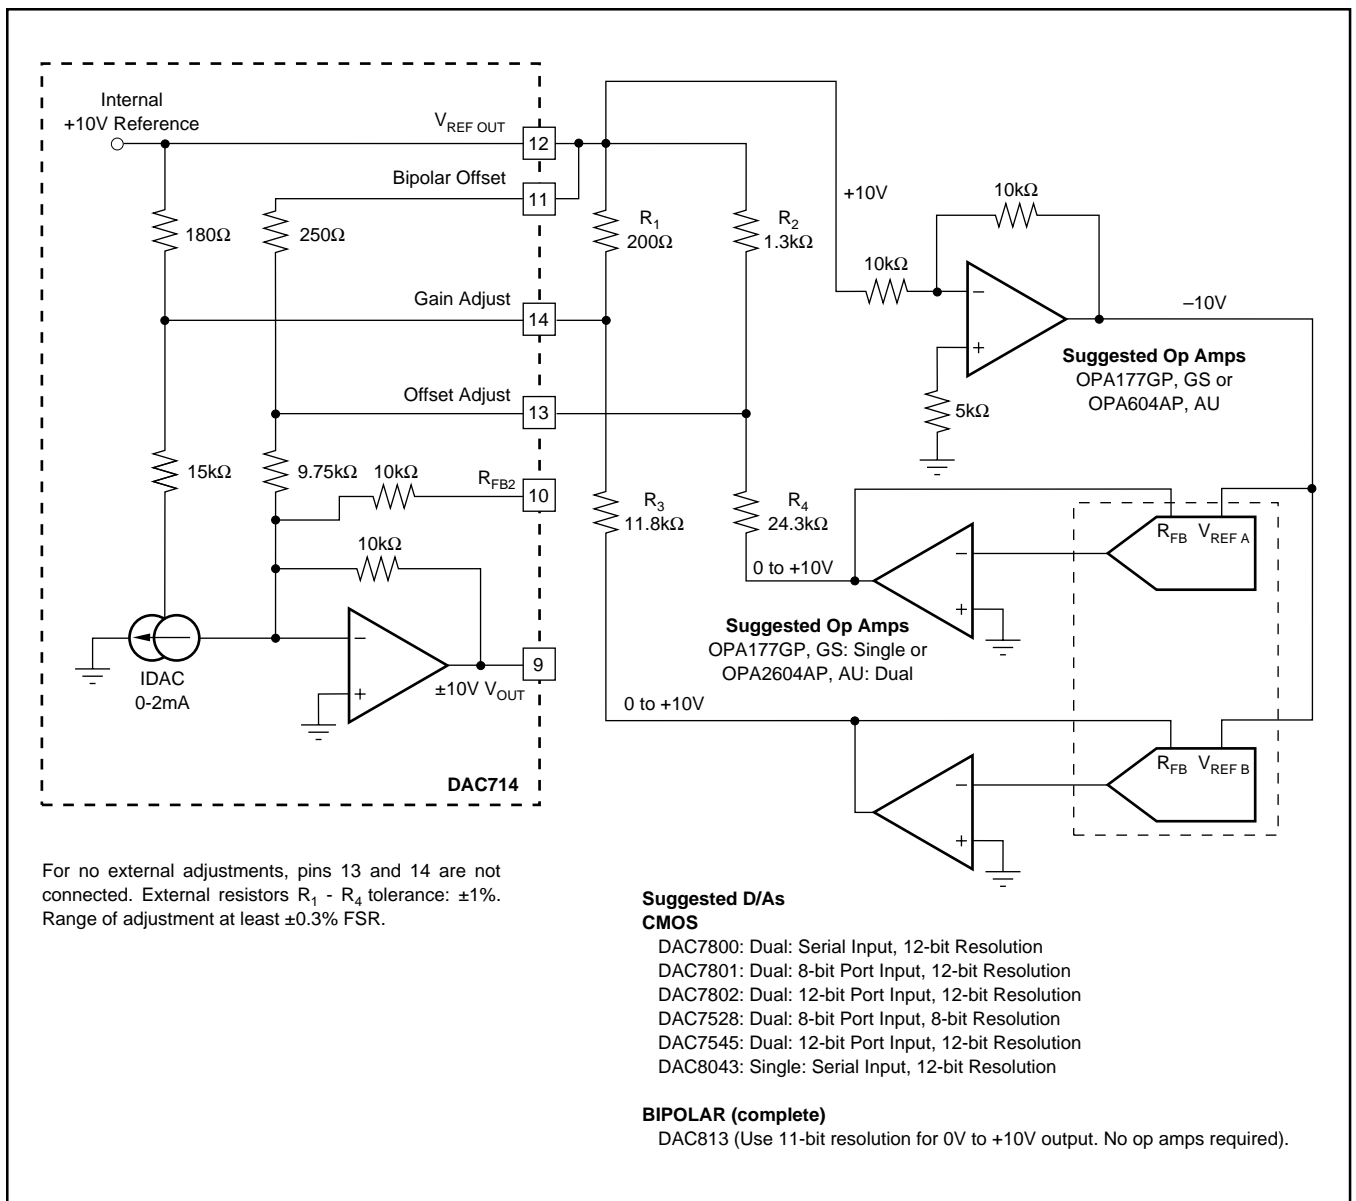 Internal
+10V Reference
V_REF OUT
12
Bipolar Offset
11
180Ω
250Ω
R₁
200Ω
R₂
1.3kΩ
+10V
10kΩ
10kΩ
–
+
–10V
Gain Adjust
14
Suggested Op Amps
OPA177GP, GS or
OPA604AP, AU
5kΩ
Offset Adjust
13
15kΩ
9.75kΩ
10kΩ
R_FB2
10
R₃
11.8kΩ
R₄
24.3kΩ
10kΩ
R_FB V_REF A
0 to +10V
–
+
Suggested Op Amps
OPA177GP, GS: Single or
OPA2604AP, AU: Dual
IDAC
0-2mA
–
+
±10V V_OUT
9
0 to +10V
R_FB V_REF B
–
+
DAC714
For no external adjustments, pins 13 and 14 are not
connected. External resistors R₁ - R₄ tolerance: ±1%.
Range of adjustment at least ±0.3% FSR.
Suggested D/As
CMOS
DAC7800: Dual: Serial Input, 12-bit Resolution
DAC7801: Dual: 8-bit Port Input, 12-bit Resolution
DAC7802: Dual: 12-bit Port Input, 12-bit Resolution
DAC7528: Dual: 8-bit Port Input, 8-bit Resolution
DAC7545: Dual: 12-bit Port Input, 12-bit Resolution
DAC8043: Single: Serial Input, 12-bit Resolution
BIPOLAR (complete)
DAC813 (Use 11-bit resolution for 0V to +10V output. No op amps required).